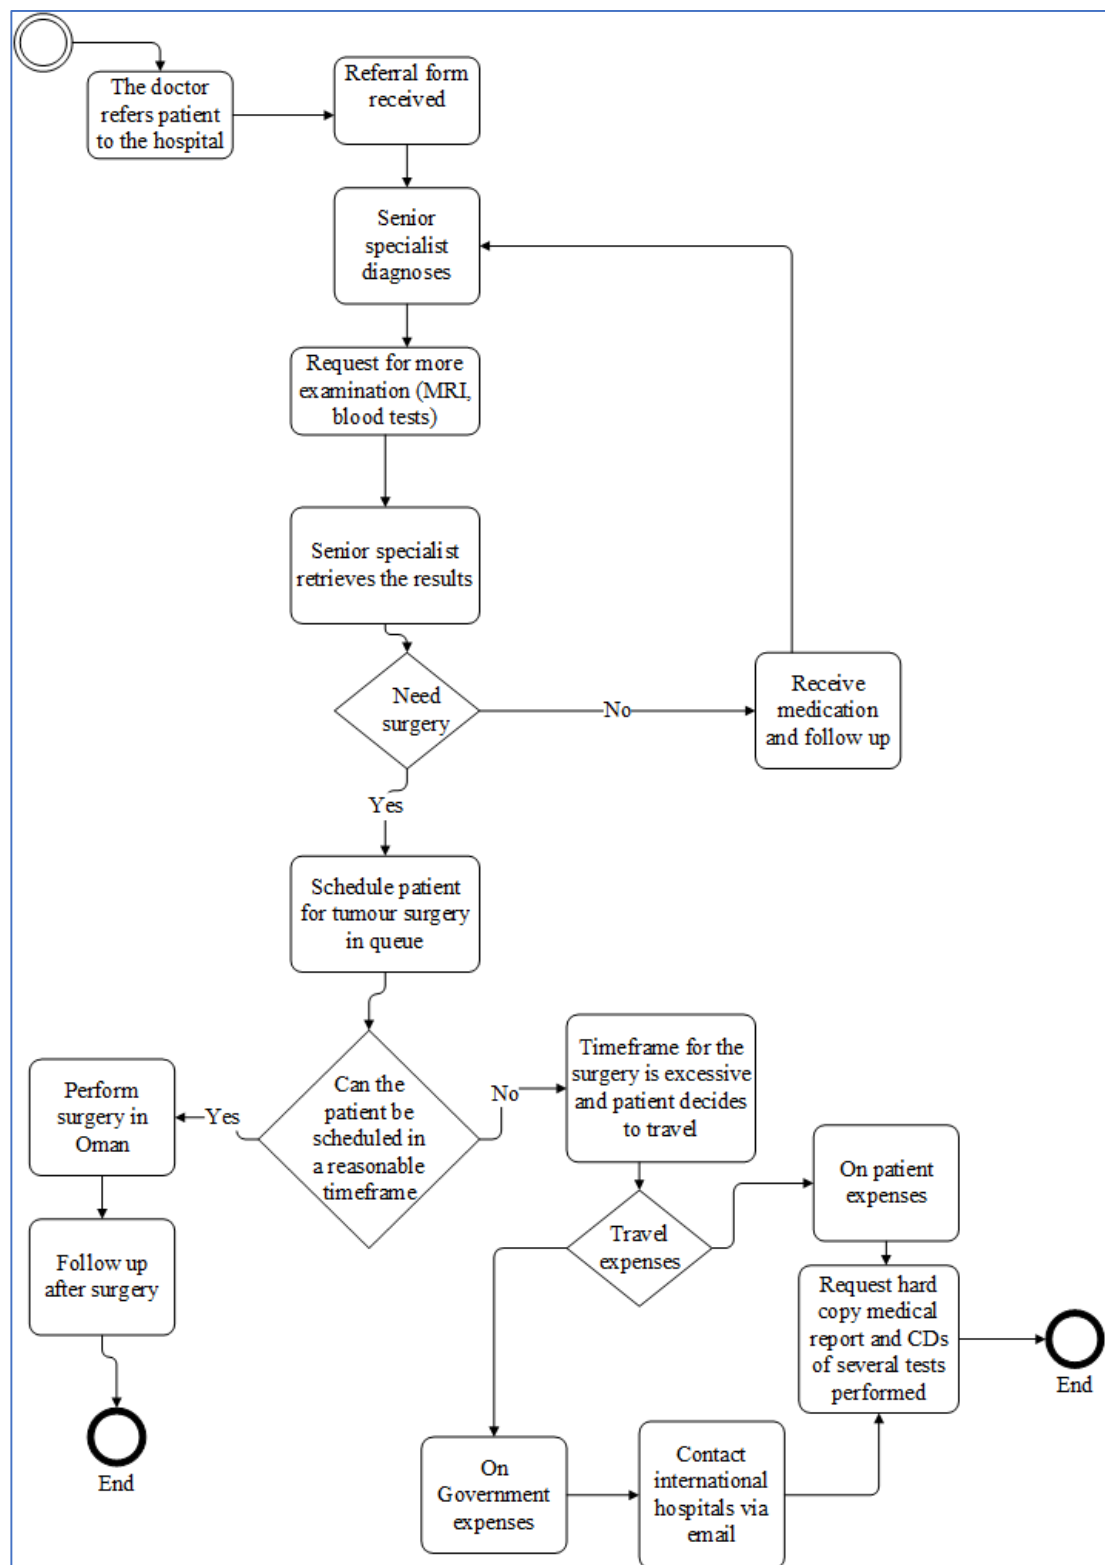 The doctor
refers patient
to the hospital
Referral form
received
Senior
specialist
diagnoses
Request for more
examination (MRI,
blood tests)
Senior specialist
retrieves the results
Need
surgery
No
Receive
medication
and follow up
Yes
Schedule patient
for tumour surgery
in queue
Can the
patient be
scheduled in
a reasonable
timeframe
Yes
Perform
surgery in
Oman
Follow up
after surgery
End
No
Timeframe for the
surgery is excessive
and patient decides
to travel
Travel
expenses
On patient
expenses
Request hard
copy medical
report and CDs
of several tests
performed
End
On
Government
expenses
Contact
international
hospitals via
email